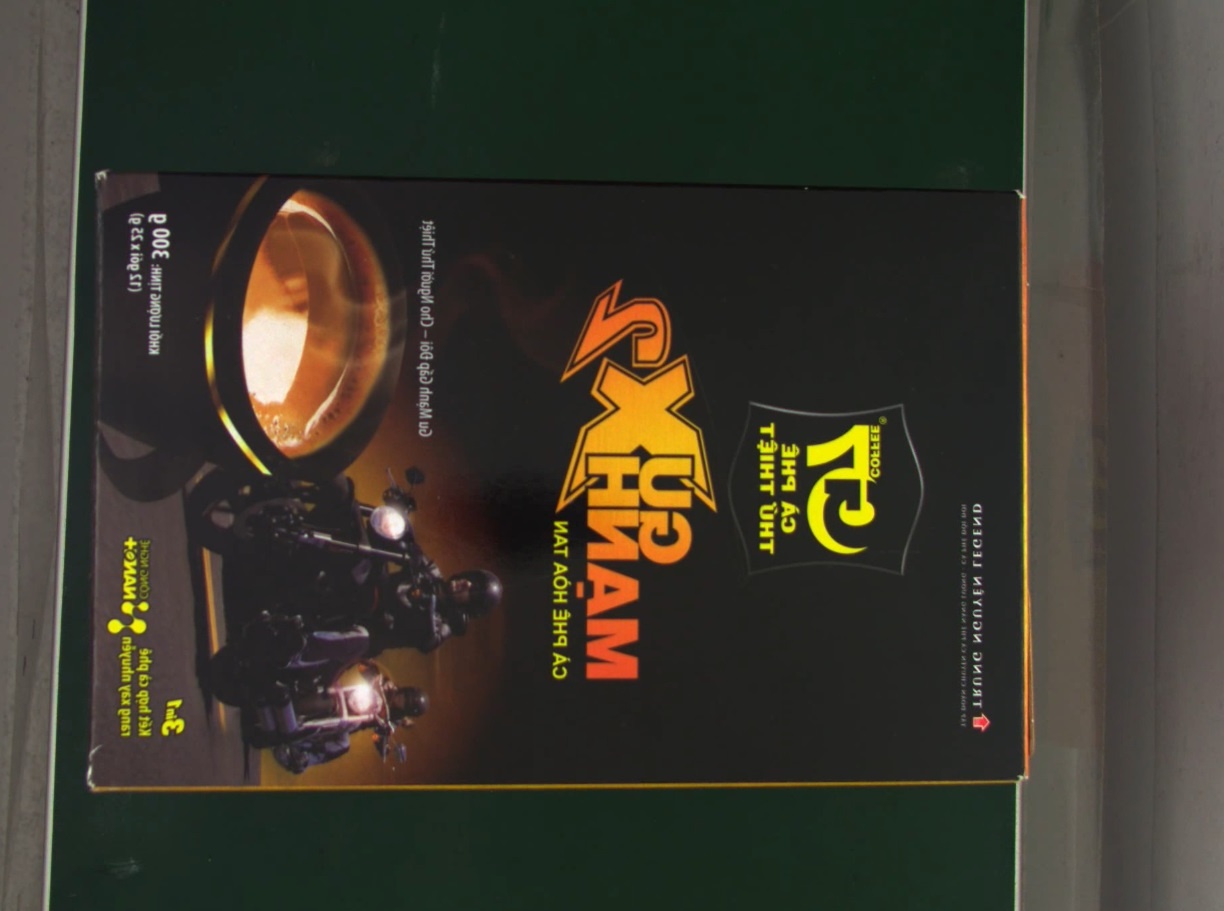 TRUNG NGUYÊN LEGEND
COFFEE®
CÀ PHÊ
THỨ THIỆT
GU
MẠNH X2
CÀ PHÊ HÒA TAN
Gu Mạnh Gấp Đôi – Cho Người Thứ Thiệt
3in1
Kết hợp cà phê
rang xay nhuyễn
CÔNG NGHỆ
NANO+
KHỐI LƯỢNG TỊNH: 300 g
(12 gói x 25 g)